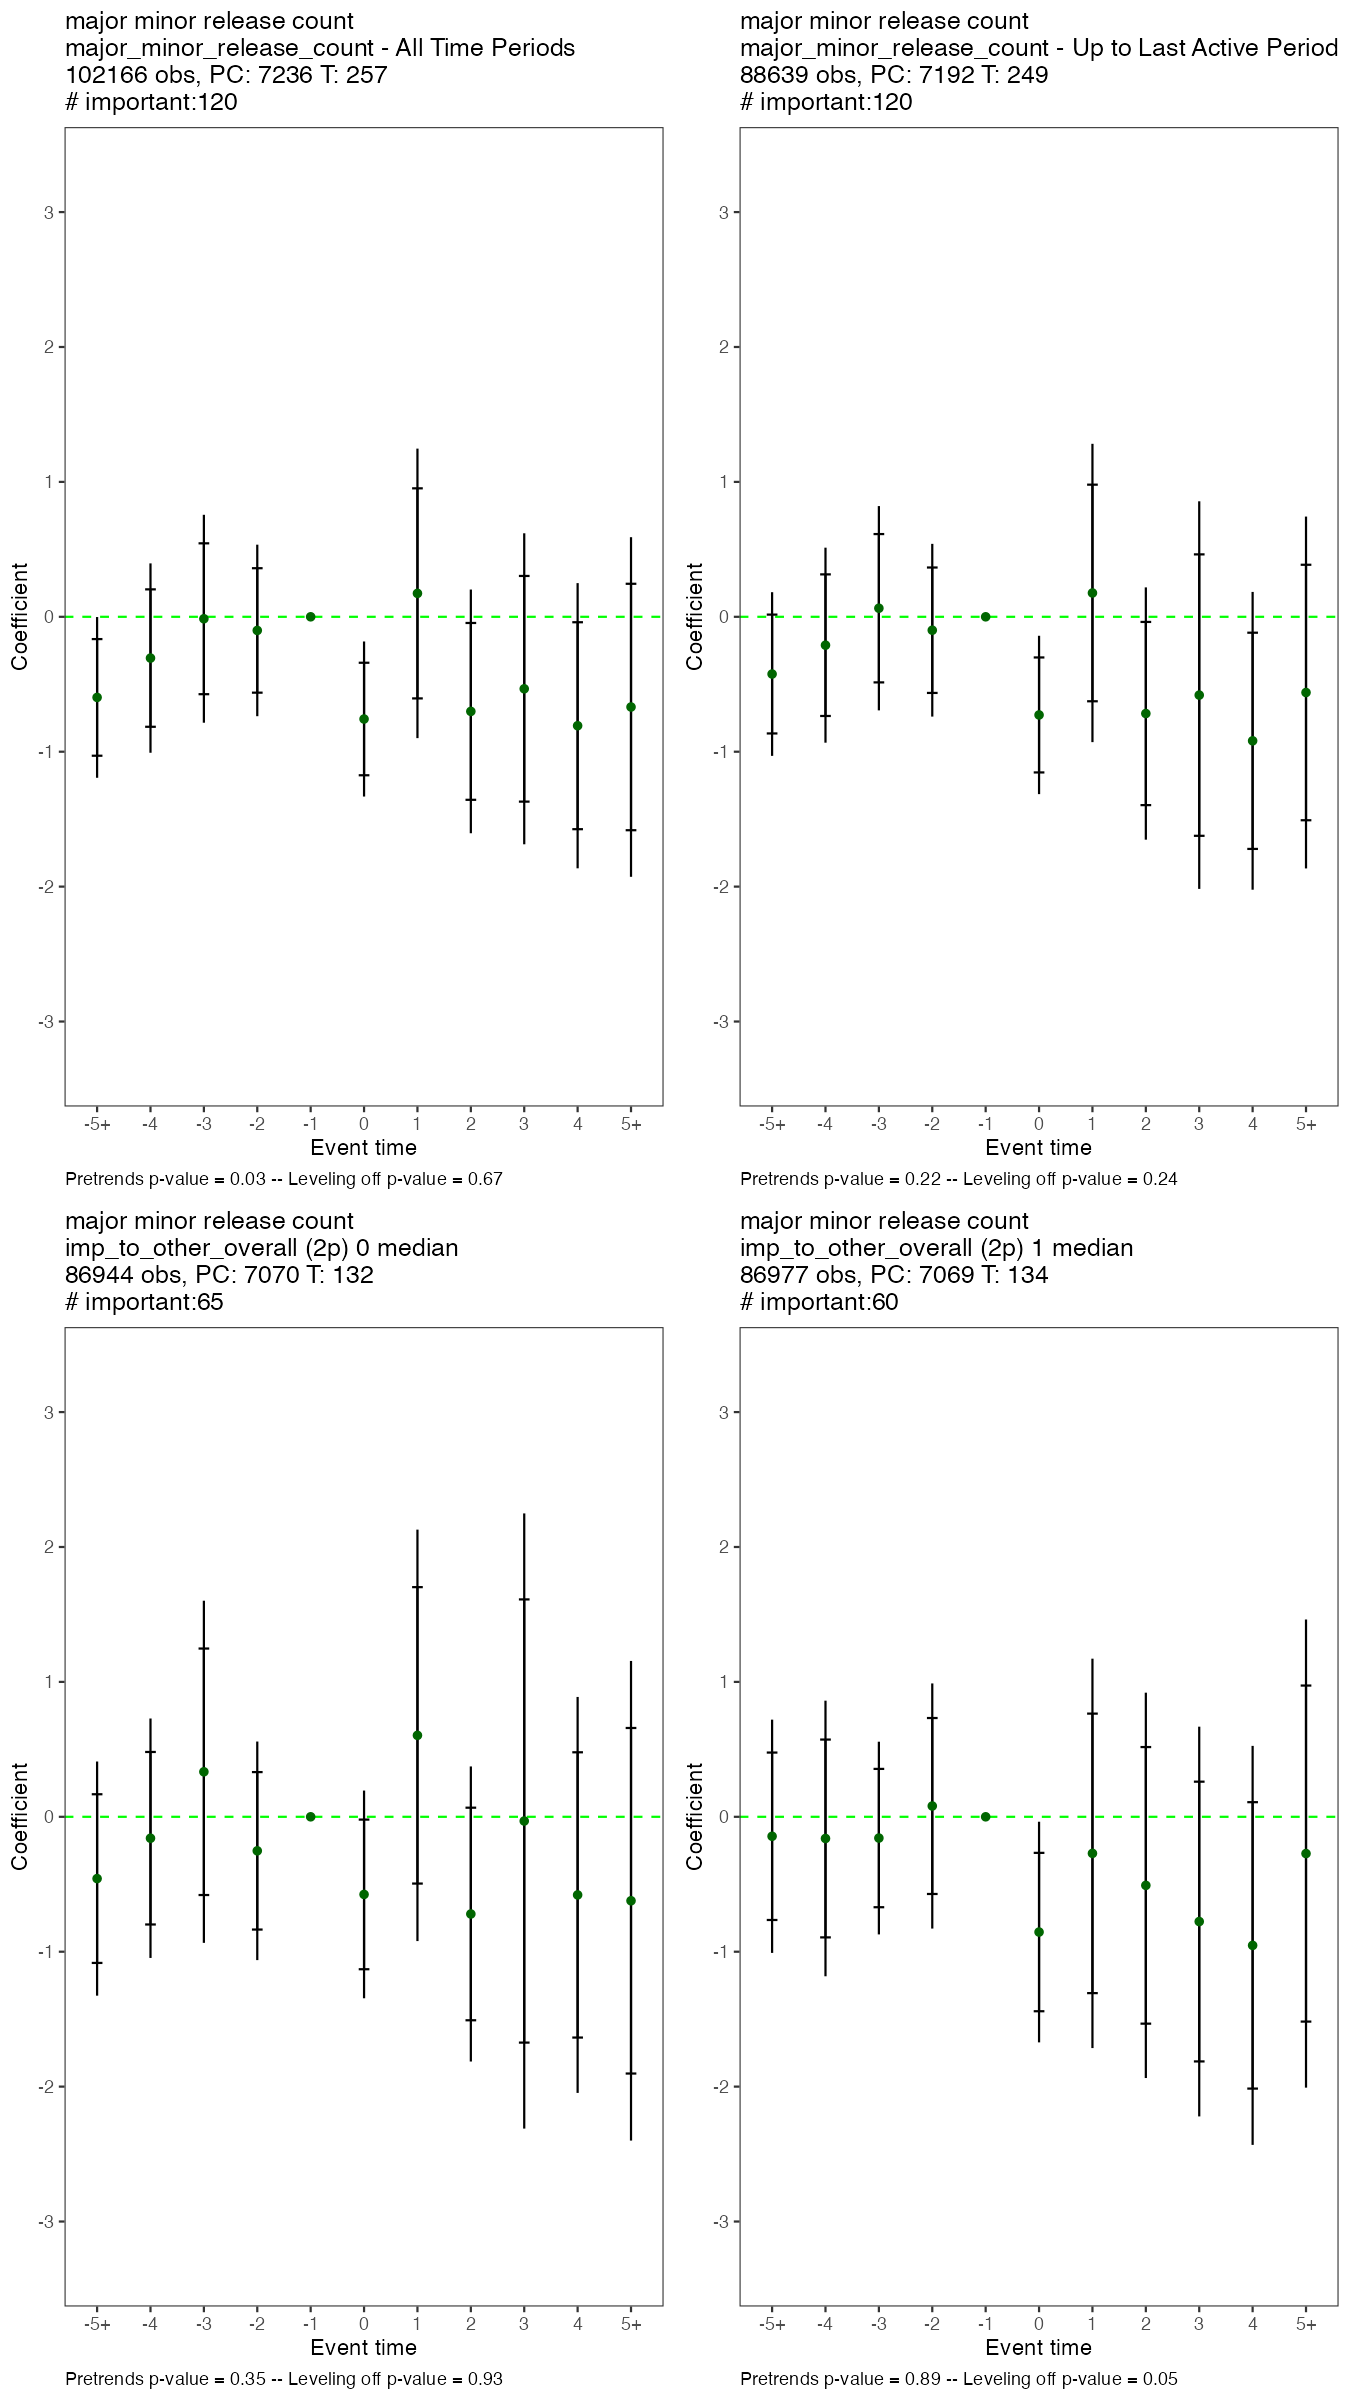 major minor release count
major_minor_release_count - All Time Periods
102166 obs, PC: 7236 T: 257
# important:120
3
2
1
0
-1
-2
-3
Coefficient
-5+ -4 -3 -2 -1 0 1 2 3 4 5+
Event time
Pretrends p-value = 0.03 -- Leveling off p-value = 0.67
major minor release count
major_minor_release_count - Up to Last Active Period
88639 obs, PC: 7192 T: 249
# important:120
3
2
1
0
-1
-2
-3
Coefficient
-5+ -4 -3 -2 -1 0 1 2 3 4 5+
Event time
Pretrends p-value = 0.22 -- Leveling off p-value = 0.24
major minor release count
imp_to_other_overall (2p) 0 median
86944 obs, PC: 7070 T: 132
# important:65
3
2
1
0
-1
-2
-3
Coefficient
-5+ -4 -3 -2 -1 0 1 2 3 4 5+
Event time
Pretrends p-value = 0.35 -- Leveling off p-value = 0.93
major minor release count
imp_to_other_overall (2p) 1 median
86977 obs, PC: 7069 T: 134
# important:60
3
2
1
0
-1
-2
-3
Coefficient
-5+ -4 -3 -2 -1 0 1 2 3 4 5+
Event time
Pretrends p-value = 0.89 -- Leveling off p-value = 0.05